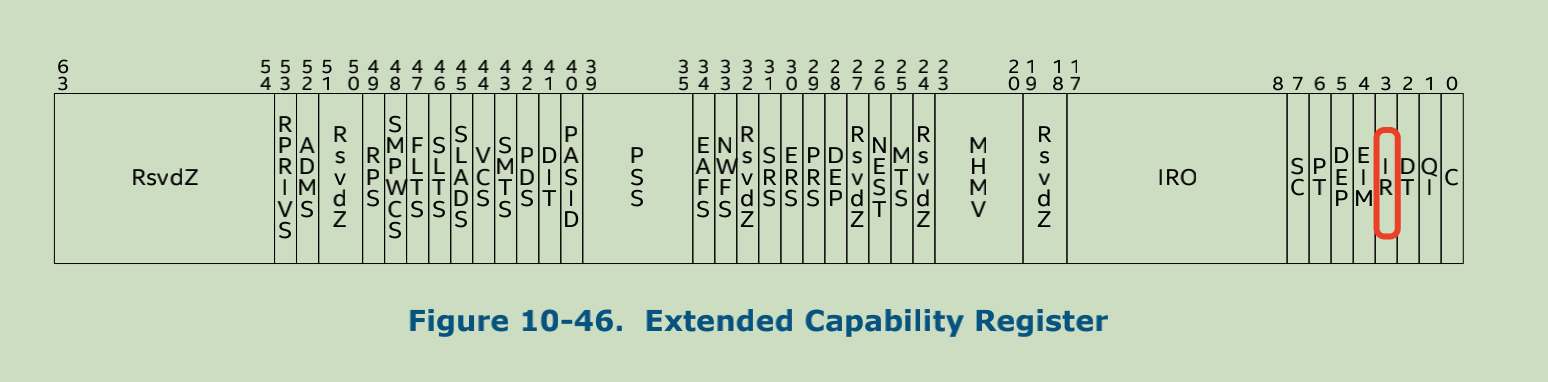 63 54 53 52 51 50 49 48 47 46 45 44 43 42 41 40 39 35 34 33 32 31 30 29 28 27 26 25 24 23 20 19 18 17 8 7 6 5 4 3 2 1 0
RsvdZ RPRIVS ADMS RsvdZ RPS SMPWCS FLTS SLTS SLADS VCS SMTS PDS DIT PASID PSS EAFS NWFS RsvdZ SRS ERS PRS DEP RsvdZ NEST MTS RsvdZ MHMV RsvdZ IRO SC PT DEP EIM IR DT QI C
Figure 10-46. Extended Capability Register